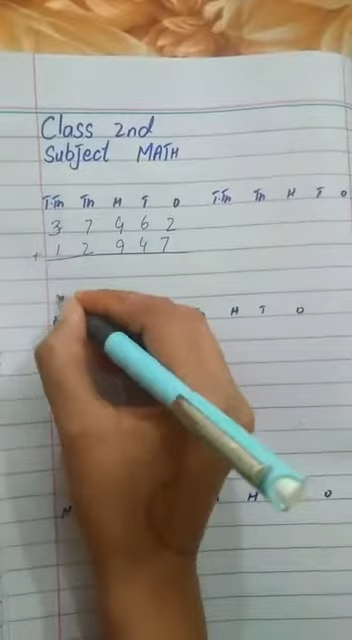 Class 2nd
Subject MATH
T.Th Th H T O T.Th Th H T O
3 7 4 6 2
+ 1 2 9 4 7
H T O
H O